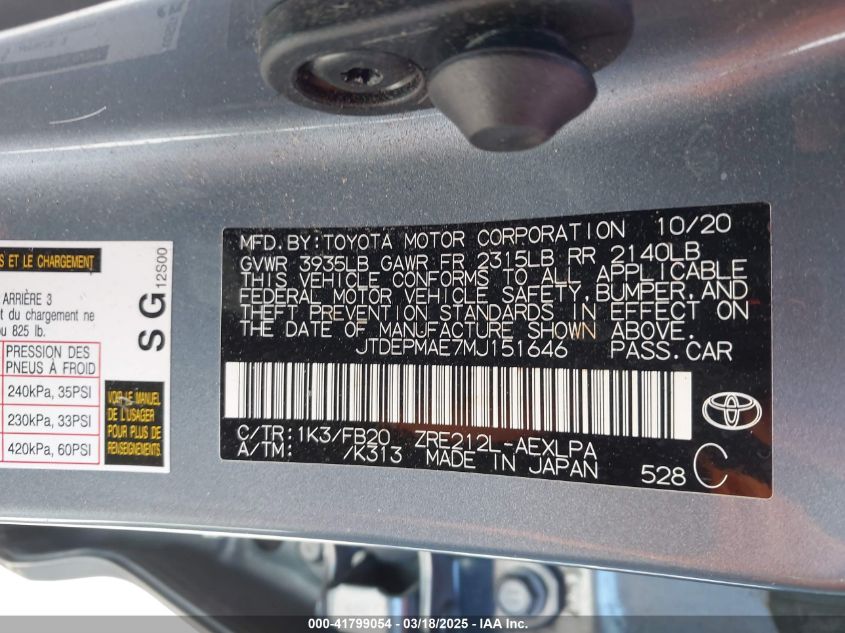 MFD. BY: TOYOTA MOTOR CORPORATION 10/20
GVWR 3935LB GAWR FR 2315LB RR 2140LB
THIS VEHICLE CONFORMS TO ALL APPLICABLE
FEDERAL MOTOR VEHICLE SAFETY, BUMPER, AND
THEFT PREVENTION STANDARDS IN EFFECT ON
THE DATE OF MANUFACTURE SHOWN ABOVE.
JTDEPMAE7MJ151646 PASS. CAR
C/TR: 1K3/FB20 ZRE212L-AEXLPA
A/TM: /K313 MADE IN JAPAN
528 C
S ET LE CHARGEMENT
ARRIÈRE 3
t du chargement ne
ou 825 lb.
PRESSION DES
PNEUS À FROID
240kPa, 35PSI
230kPa, 33PSI
420kPa, 60PSI
VOIR LE MANUEL
DE L'USAGER
POUR PLUS DE
RENSEIGNEMENTS.
SG
12S00
000-41799054 — 03/18/2025 — IAA Inc.